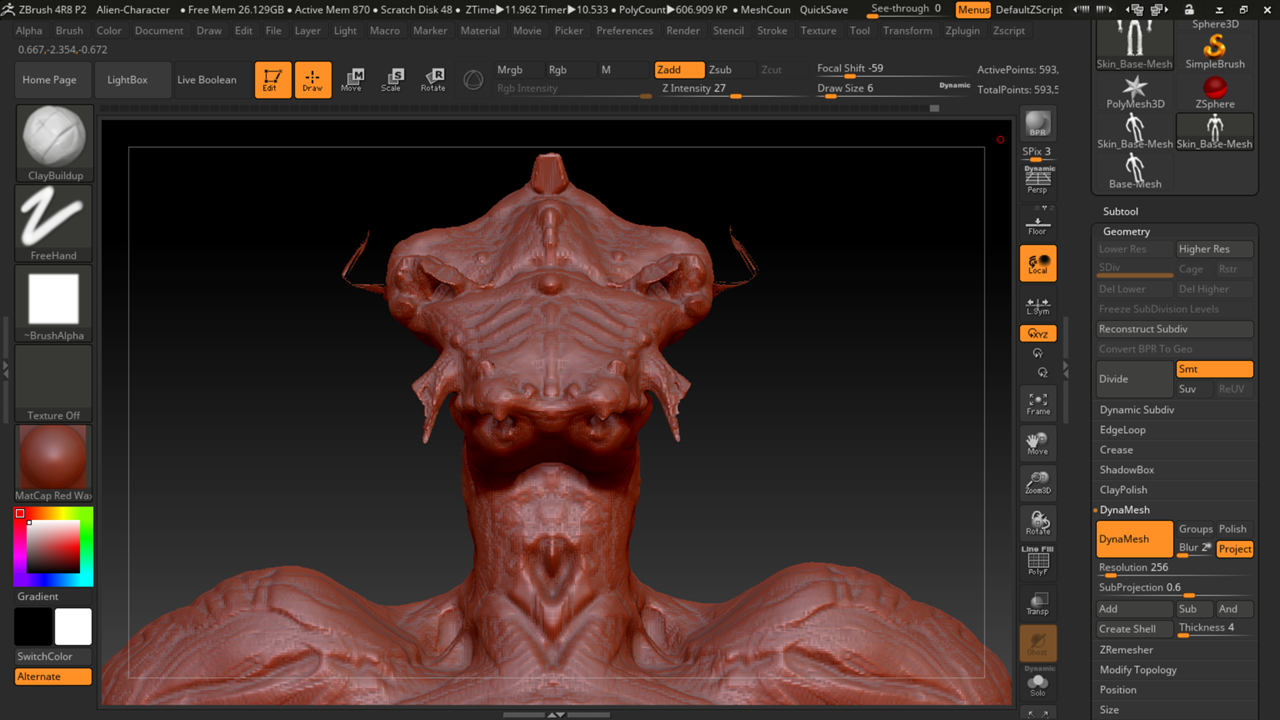 ZBrush 4R8 P2 Alien-Character • Free Mem 26.129GB • Active Mem 870 • Scratch Disk 48 • ZTime▶11.962 Timer▶10.533 • PolyCount▶606.909 KP • MeshCoun QuickSave See-through 0 Menus DefaultZScript
Alpha Brush Color Document Draw Edit File Layer Light Macro Marker Material Movie Picker Preferences Render Stencil Stroke Texture Tool Transform Zplugin Zscript
0.667,-2.354,-0.672
Home Page LightBox Live Boolean Edit Draw Move Scale Rotate
Mrgb Rgb M Zadd Zsub Zcut Focal Shift -59 ActivePoints: 593,
Rgb Intensity Z Intensity 27 Draw Size 6 Dynamic TotalPoints: 593,5
ClayBuildup
FreeHand
~BrushAlpha
Texture Off
MatCap Red Wax
Gradient
SwitchColor
Alternate
BPR
SPix 3
Dynamic
Persp
Floor
Local
L.Sym
XYZ
Frame
Move
Zoom3D
Rotate
Line Fill
PolyF
Transp
Ghost
Dynamic
Solo
Sphere3D
Skin_Base-Mesh SimpleBrush
PolyMesh3D ZSphere
Skin_Base-Mesh Skin_Base-Mesh
Base-Mesh
Subtool
Geometry
Lower Res Higher Res
SDiv Cage Rstr
Del Lower Del Higher
Freeze SubDivision Levels
Reconstruct Subdiv
Convert BPR To Geo
Divide Smt
Suv ReUV
Dynamic Subdiv
EdgeLoop
Crease
ShadowBox
ClayPolish
DynaMesh
DynaMesh Groups Polish
Blur 2 Project
Resolution 256
SubProjection 0.6
Add Sub And
Create Shell Thickness 4
ZRemesher
Modify Topology
Position
Size